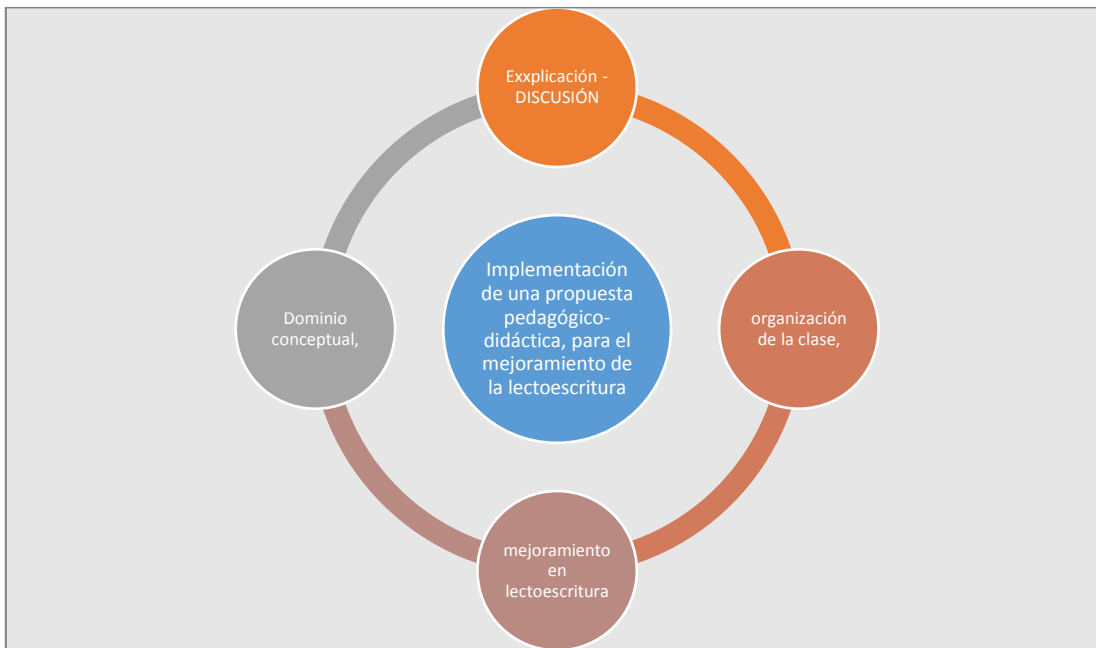 Exxplicación -
DISCUSIÓN
Implementación
de una propuesta
pedagógico-
didáctica, para el
mejoramiento de
la lectoescritura
Dominio
conceptual,
organización
de la clase,
mejoramiento
en
lectoescritura